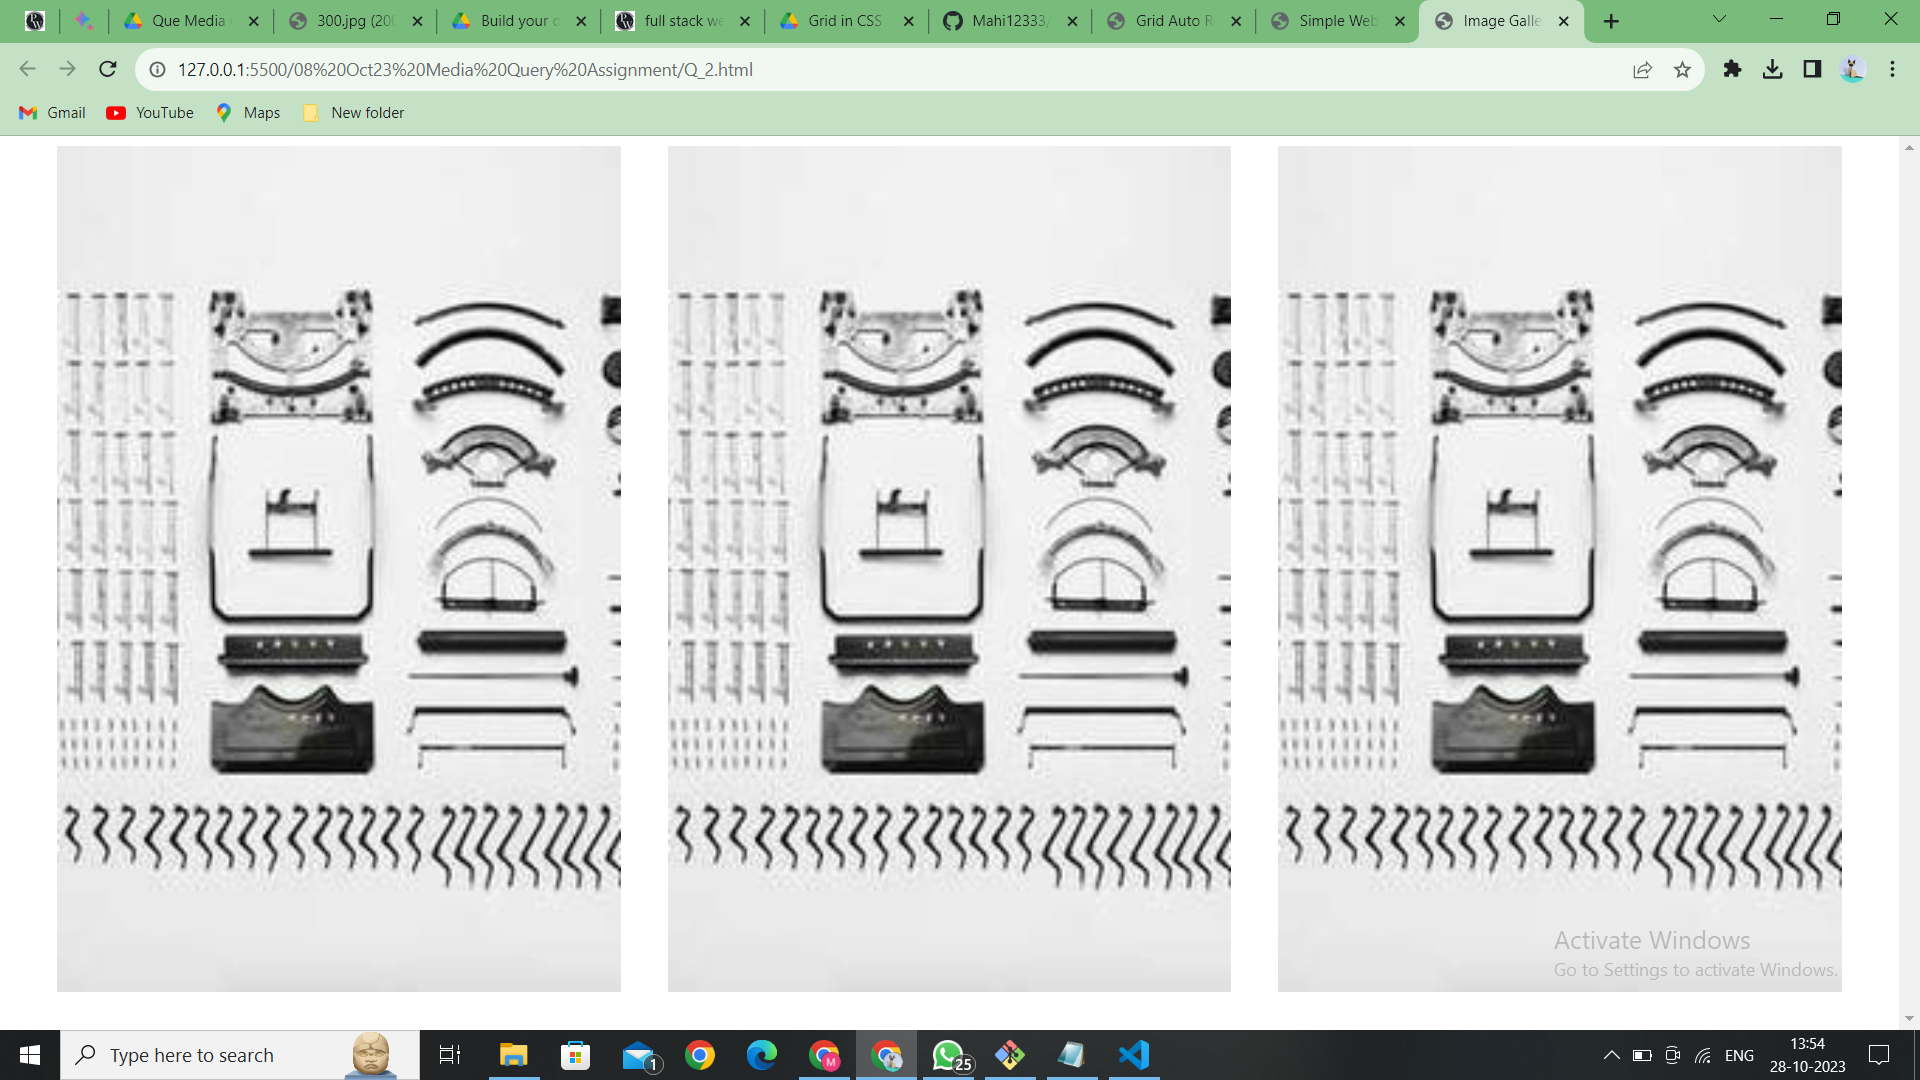 Que Media
300.jpg (200
Build your o
full stack we
Grid in CSS
Mahi12333/
Grid Auto R
Simple Web
Image Galle
127.0.0.1:5500/08%20Oct23%20Media%20Query%20Assignment/Q_2.html
Gmail
YouTube
Maps
New folder
Activate Windows
Go to Settings to activate Windows.
Type here to search
1
M
25
ENG
13:54
28-10-2023